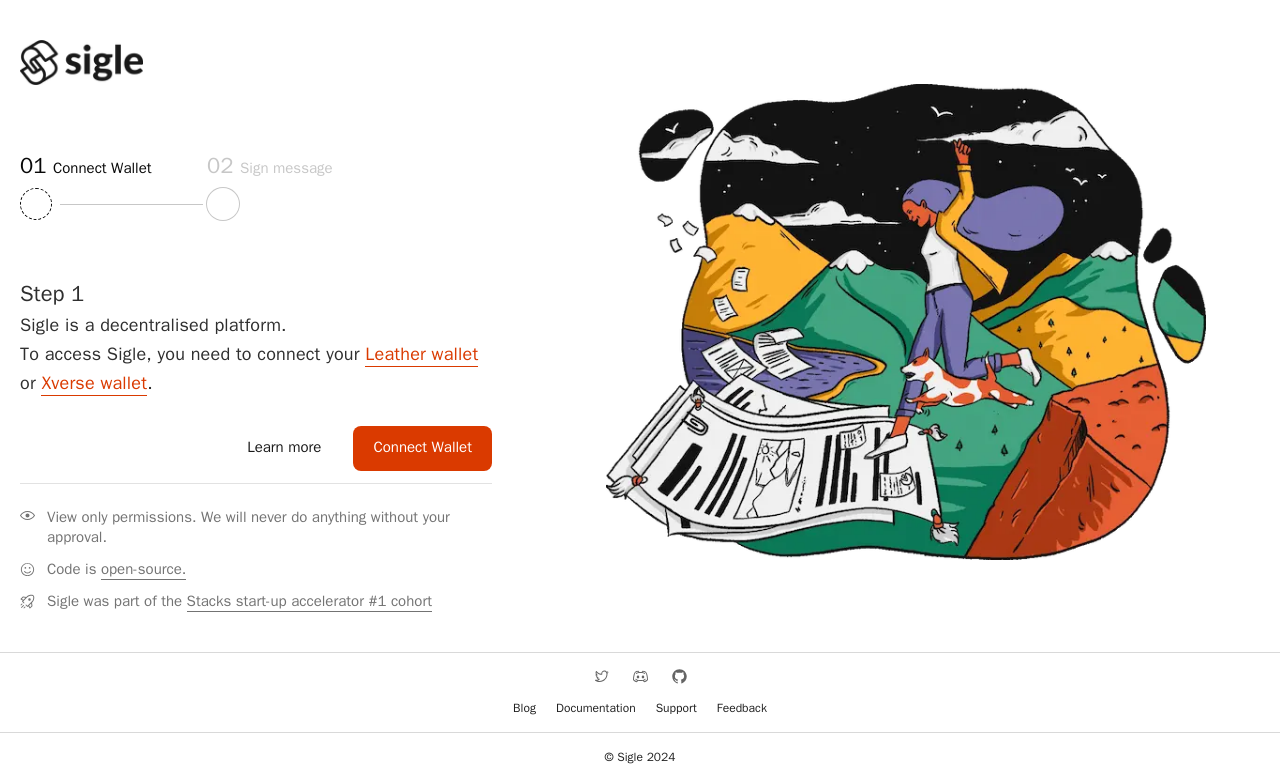 sigle
01 Connect Wallet
02 Sign message
Step 1
Sigle is a decentralised platform.
To access Sigle, you need to connect your Leather wallet
or Xverse wallet.
Learn more
Connect Wallet
View only permissions. We will never do anything without your
approval.
Code is open-source.
Sigle was part of the Stacks start-up accelerator #1 cohort
Blog
Documentation
Support
Feedback
© Sigle 2024